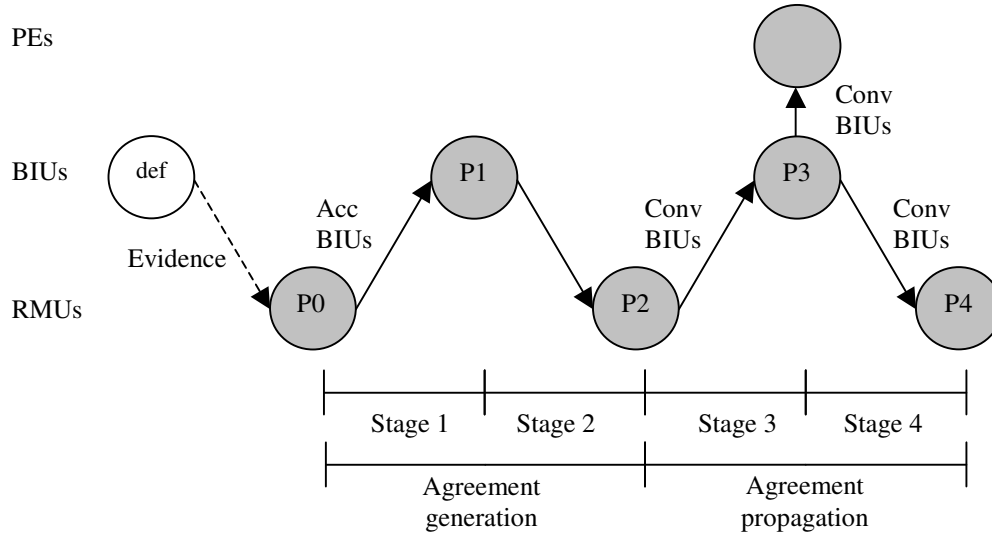 PEs
Conv
BIUs
BIUs
def
P1
P3
Acc
BIUs
Conv
BIUs
Conv
BIUs
Evidence
RMUs
P0
P2
P4
Stage 1
Stage 2
Stage 3
Stage 4
Agreement
generation
Agreement
propagation